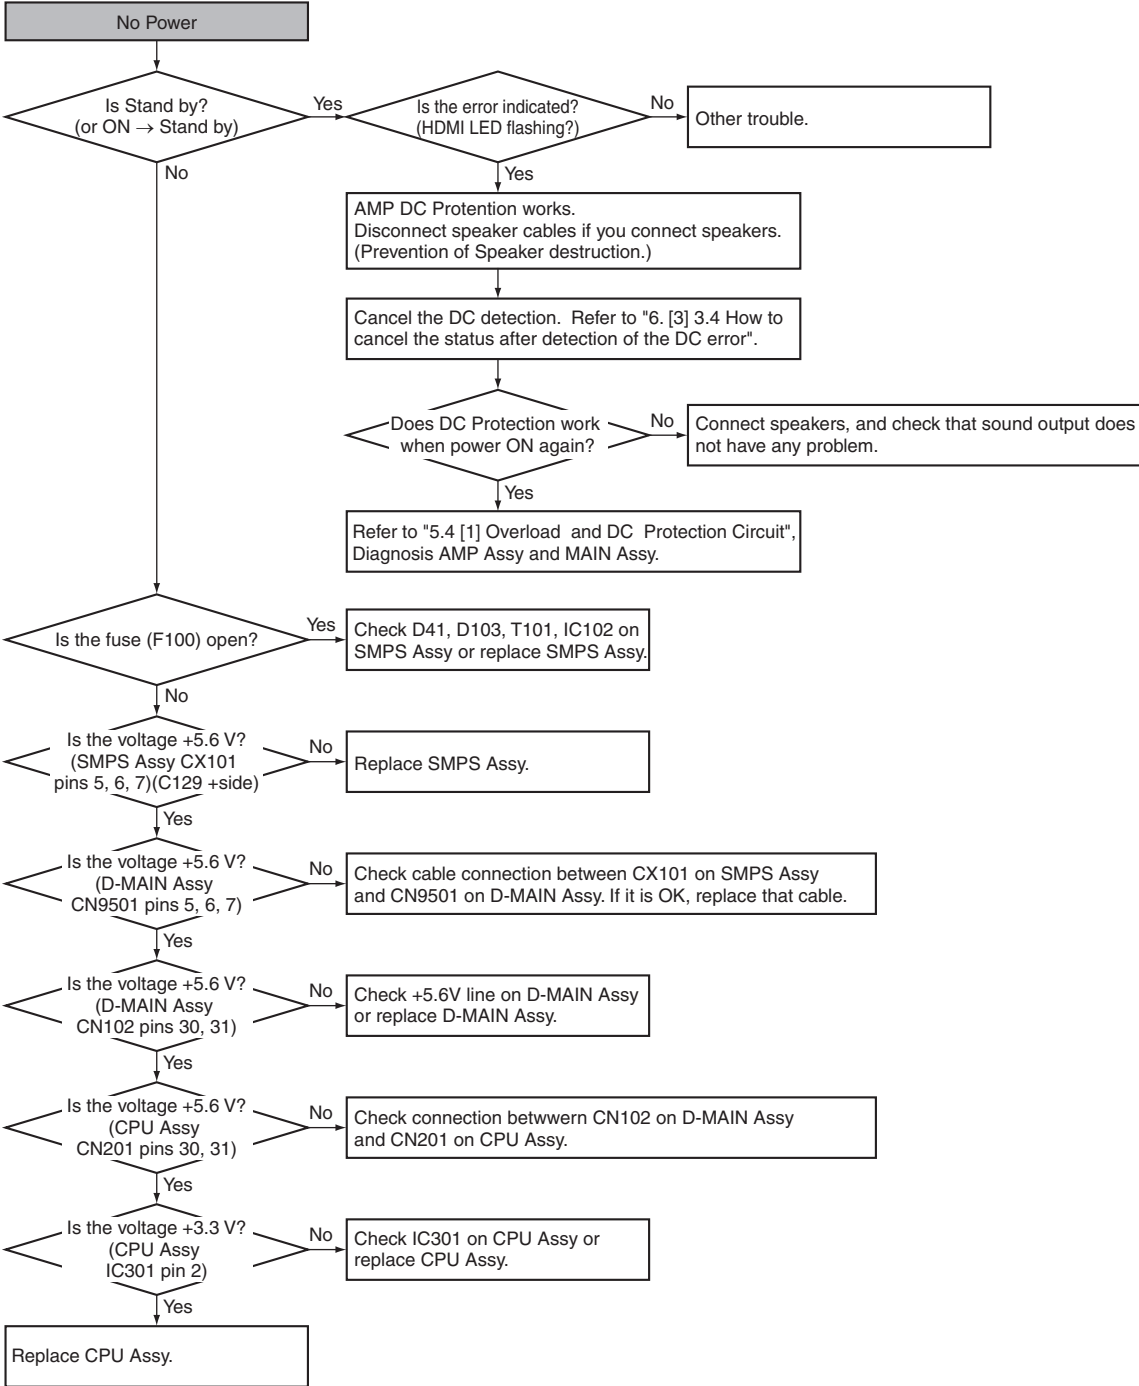 No Power
Is Stand by?
(or ON → Stand by)
Yes
Is the error indicated?
(HDMI LED flashing?)
No
Other trouble.
No
Yes
AMP DC Protention works.
Disconnect speaker cables if you connect speakers.
(Prevention of Speaker destruction.)
Cancel the DC detection. Refer to "6. [3] 3.4 How to
cancel the status after detection of the DC error".
Does DC Protection work
when power ON again?
No
Connect speakers, and check that sound output does
not have any problem.
Yes
Refer to "5.4 [1] Overload and DC Protection Circuit",
Diagnosis AMP Assy and MAIN Assy.
Is the fuse (F100) open?
Yes
Check D41, D103, T101, IC102 on
SMPS Assy or replace SMPS Assy.
No
Is the voltage +5.6 V?
(SMPS Assy CX101
pins 5, 6, 7)(C129 +side)
No
Replace SMPS Assy.
Yes
Is the voltage +5.6 V?
(D-MAIN Assy
CN9501 pins 5, 6, 7)
No
Check cable connection between CX101 on SMPS Assy
and CN9501 on D-MAIN Assy. If it is OK, replace that cable.
Yes
Is the voltage +5.6 V?
(D-MAIN Assy
CN102 pins 30, 31)
No
Check +5.6V line on D-MAIN Assy
or replace D-MAIN Assy.
Yes
Is the voltage +5.6 V?
(CPU Assy
CN201 pins 30, 31)
No
Check connection betwwern CN102 on D-MAIN Assy
and CN201 on CPU Assy.
Yes
Is the voltage +3.3 V?
(CPU Assy
IC301 pin 2)
No
Check IC301 on CPU Assy or
replace CPU Assy.
Yes
Replace CPU Assy.